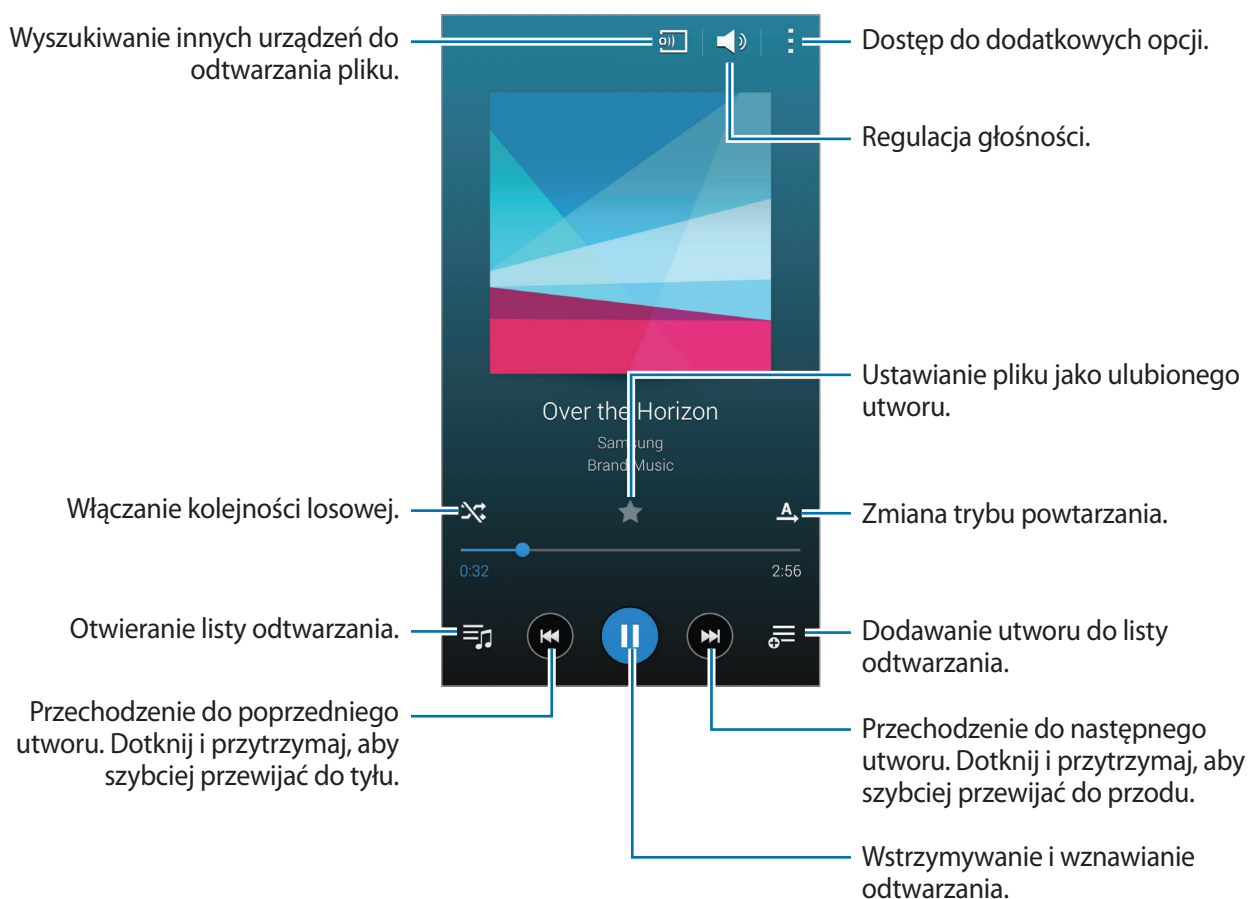 Wyszukiwanie innych urządzeń do
odtwarzania pliku.
Dostęp do dodatkowych opcji.
Regulacja głośności.
Ustawianie pliku jako ulubionego
utworu.
Over the Horizon
Samsung
Brand Music
Włączanie kolejności losowej.
A
Zmiana trybu powtarzania.
0:32
2:56
Otwieranie listy odtwarzania.
Dodawanie utworu do listy
odtwarzania.
Przechodzenie do poprzedniego
utworu. Dotknij i przytrzymaj, aby
szybciej przewijać do tyłu.
Przechodzenie do następnego
utworu. Dotknij i przytrzymaj, aby
szybciej przewijać do przodu.
Wstrzymywanie i wznawianie
odtwarzania.